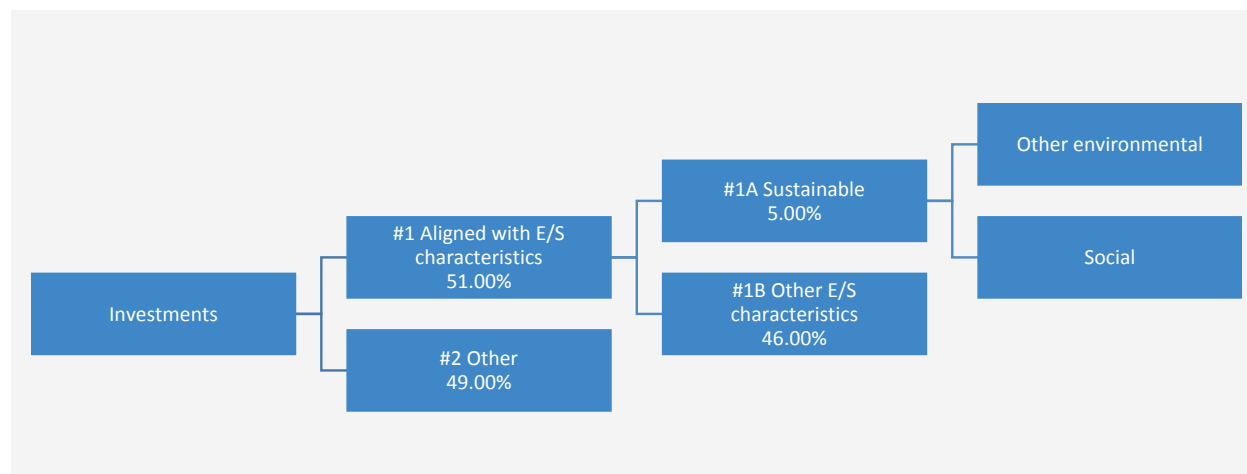 Investments
#1 Aligned with E/S
characteristics
51.00%
#2 Other
49.00%
#1A Sustainable
5.00%
#1B Other E/S
characteristics
46.00%
Other environmental
Social